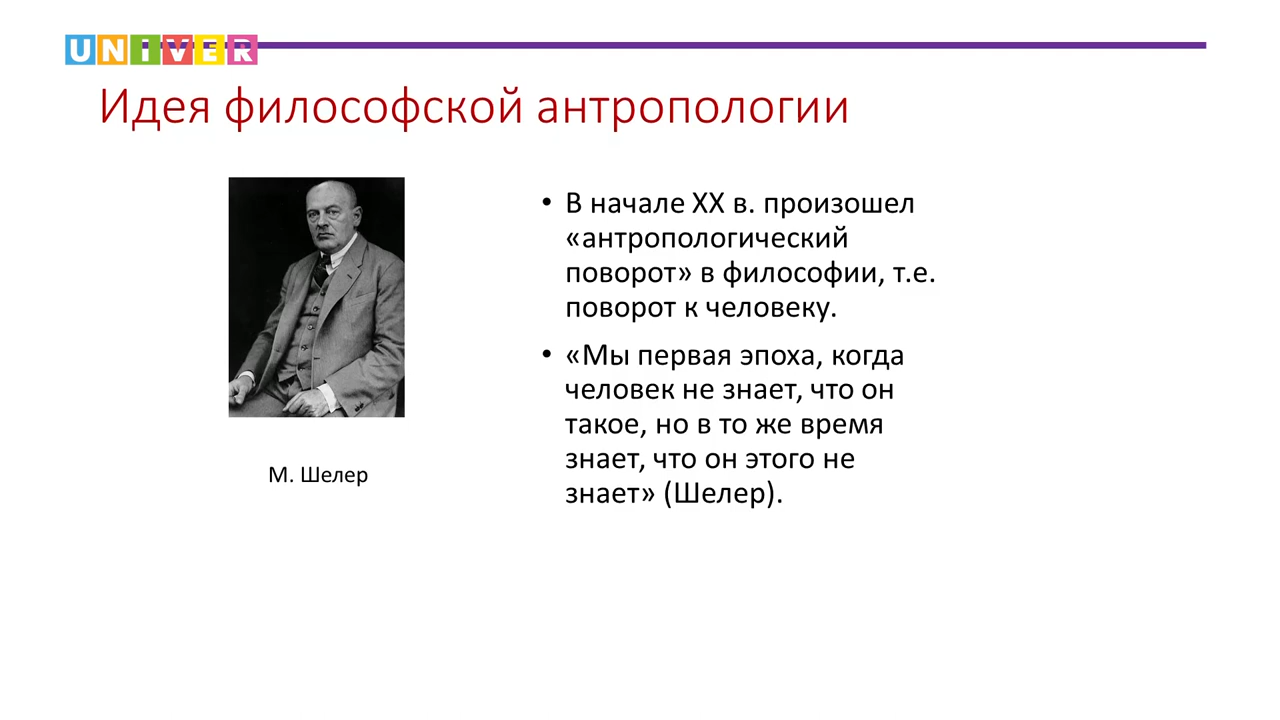 UNIVER
Идея философской антропологии
• В начале XX в. произошел
«антропологический
поворот» в философии, т.е.
поворот к человеку.
• «Мы первая эпоха, когда
человек не знает, что он
такое, но в то же время
знает, что он этого не
знает» (Шелер).
М. Шелер